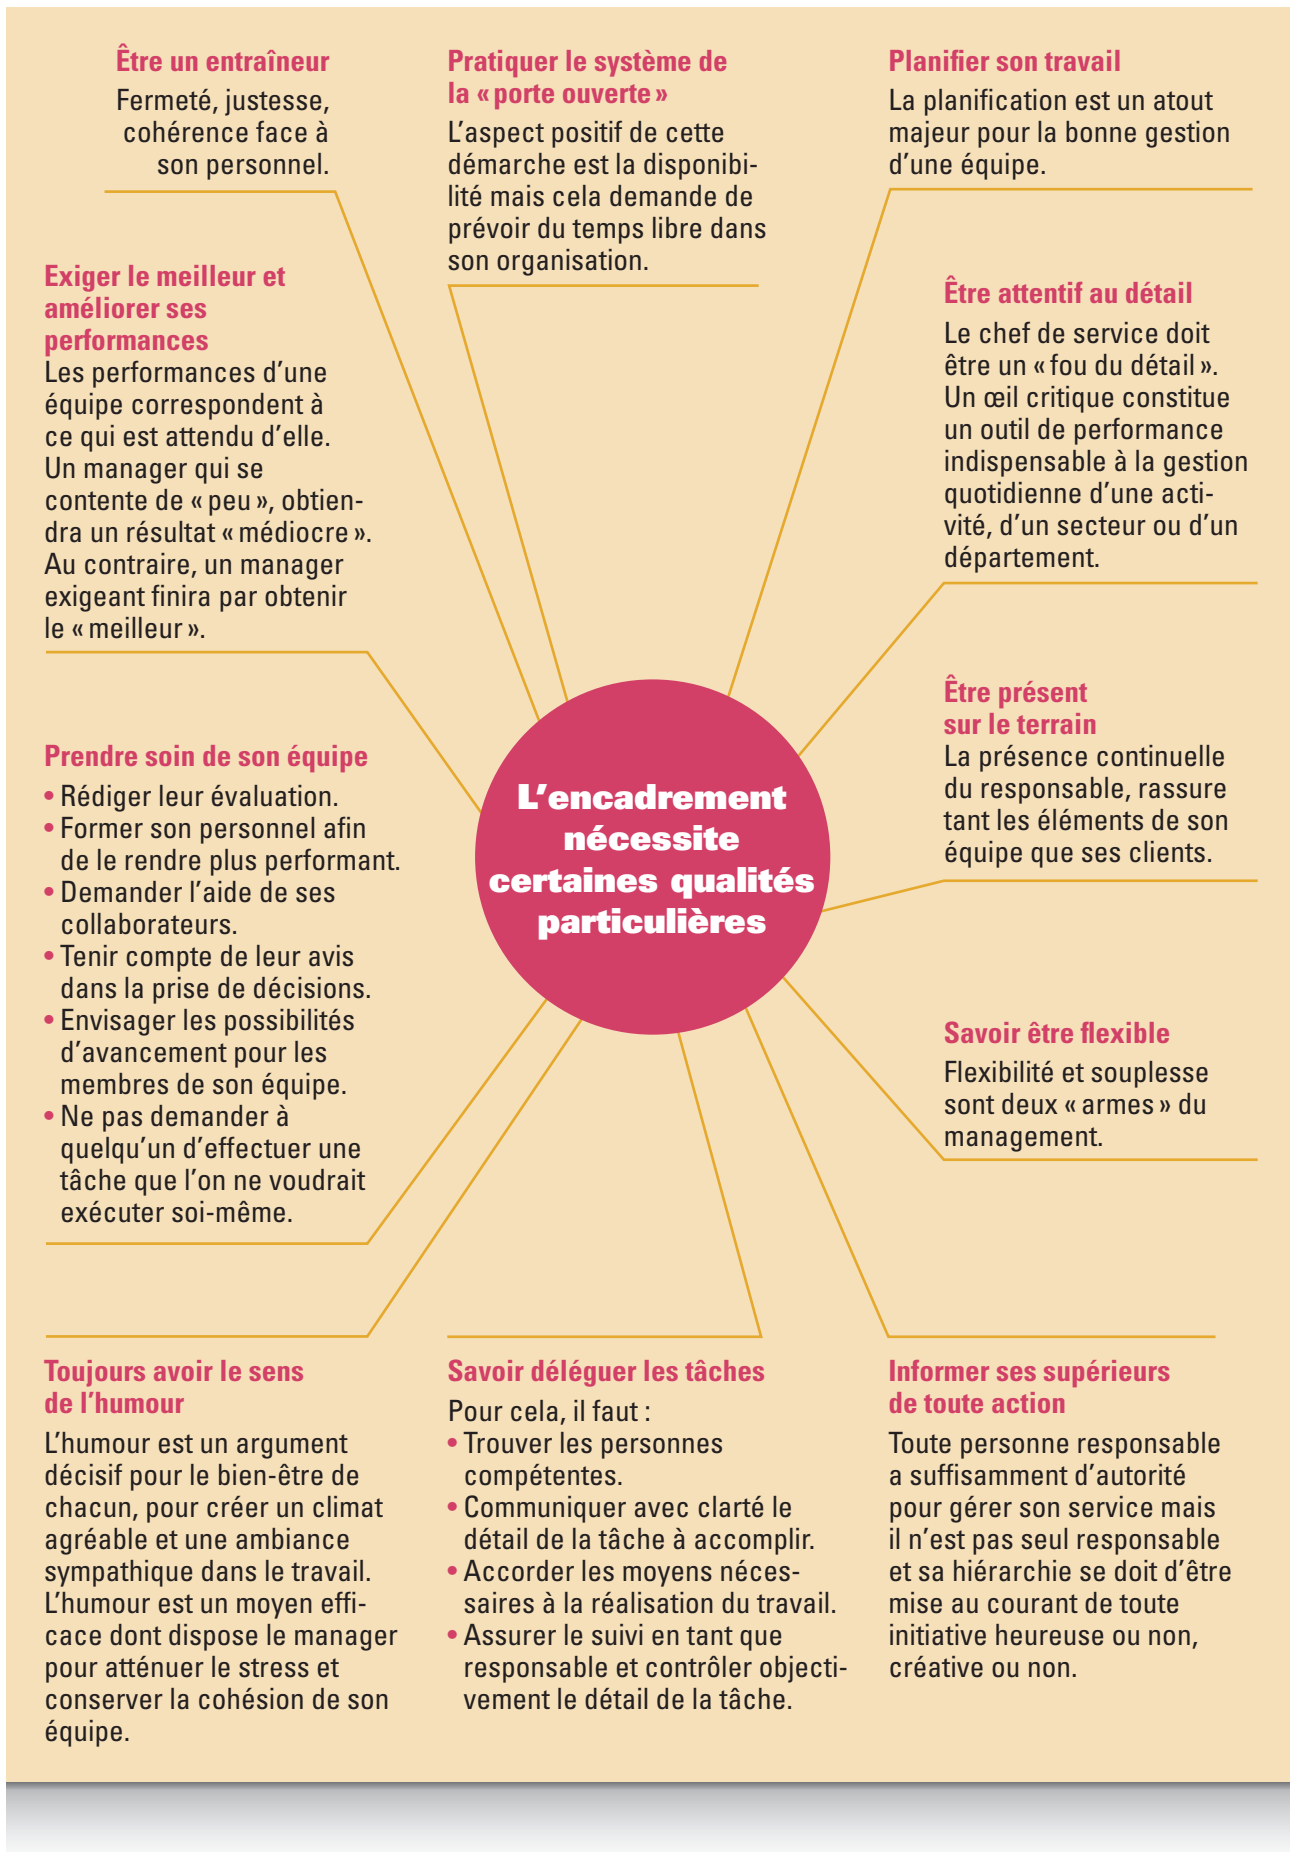 Être un entraîneur
Fermeté, justesse,
cohérence face à
son personnel.
Pratiquer le système de
la « porte ouverte »
L'aspect positif de cette
démarche est la disponibi-
lité mais cela demande de
prévoir du temps libre dans
son organisation.
Planifier son travail
La planification est un atout
majeur pour la bonne gestion
d'une équipe.
Exiger le meilleur et
améliorer ses
performances
Les performances d'une
équipe correspondent à
ce qui est attendu d'elle.
Un manager qui se
contente de « peu », obtien-
dra un résultat « médiocre ».
Au contraire, un manager
exigeant finira par obtenir
le « meilleur ».
Être attentif au détail
Le chef de service doit
être un « fou du détail ».
Un œil critique constitue
un outil de performance
indispensable à la gestion
quotidienne d'une acti-
vité, d'un secteur ou d'un
département.
Être présent
sur le terrain
La présence continuelle
du responsable, rassure
tant les éléments de son
équipe que ses clients.
Prendre soin de son équipe
• Rédiger leur évaluation.
• Former son personnel afin
de le rendre plus performant.
• Demander l'aide de ses
collaborateurs.
• Tenir compte de leur avis
dans la prise de décisions.
• Envisager les possibilités
d'avancement pour les
membres de son équipe.
• Ne pas demander à
quelqu'un d'effectuer une
tâche que l'on ne voudrait
exécuter soi-même.
L'encadrement
nécessite
certaines qualités
particulières
Savoir être flexible
Flexibilité et souplesse
sont deux « armes » du
management.
Toujours avoir le sens
de l'humour
L'humour est un argument
décisif pour le bien-être de
chacun, pour créer un climat
agréable et une ambiance
sympathique dans le travail.
L'humour est un moyen effi-
cace dont dispose le manager
pour atténuer le stress et
conserver la cohésion de son
équipe.
Savoir déléguer les tâches
Pour cela, il faut :
• Trouver les personnes
compétentes.
• Communiquer avec clarté le
détail de la tâche à accomplir.
• Accorder les moyens néces-
saires à la réalisation du travail.
• Assurer le suivi en tant que
responsable et contrôler objecti-
vement le détail de la tâche.
Informer ses supérieurs
de toute action
Toute personne responsable
a suffisamment d'autorité
pour gérer son service mais
il n'est pas seul responsable
et sa hiérarchie se doit d'être
mise au courant de toute
initiative heureuse ou non,
créative ou non.